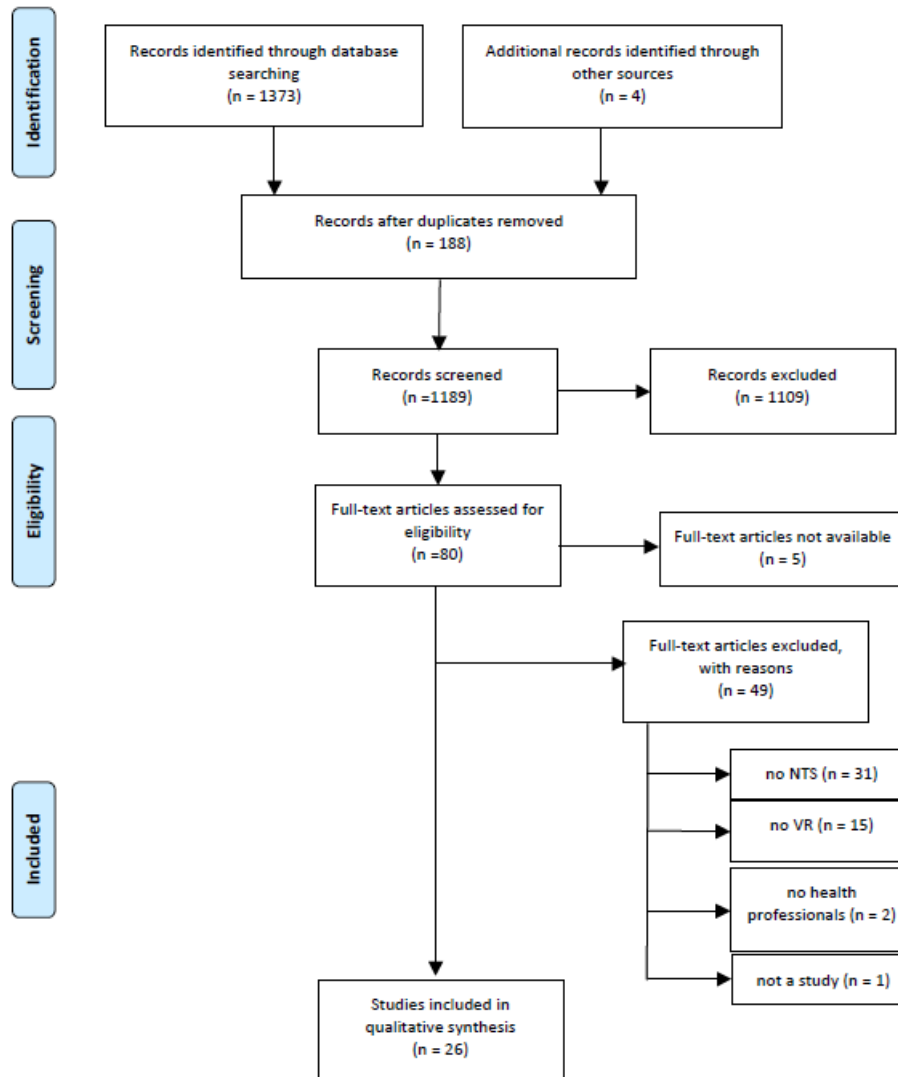 Identification
Records identified through database
searching
(n = 1373)
Additional records identified through
other sources
(n = 4)
Records after duplicates removed
(n = 188)
Screening
Records screened
(n =1189)
Records excluded
(n = 1109)
Eligibility
Full-text articles assessed for
eligibility
(n =80)
Full-text articles not available
(n = 5)
Full-text articles excluded,
with reasons
(n = 49)
Included
no NTS (n = 31)
no VR (n = 15)
no health
professionals (n = 2)
not a study (n = 1)
Studies included in
qualitative synthesis
(n = 26)